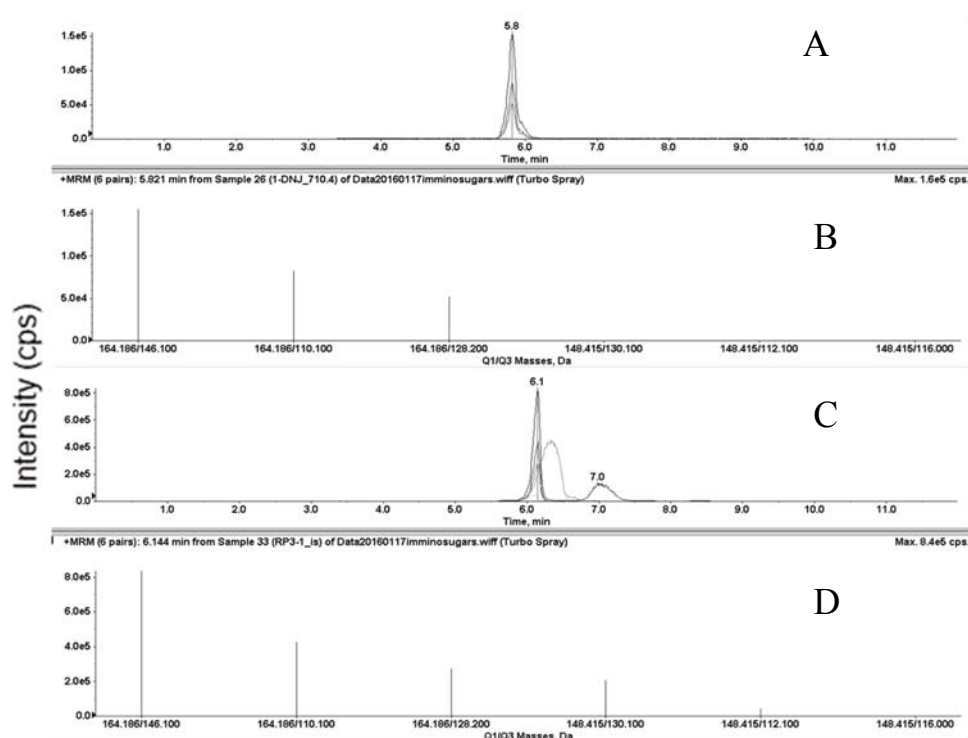 5.8
A
1.5e5
1.0e5
5.0e4
0.0
1.0 2.0 3.0 4.0 5.0 6.0 7.0 8.0 9.0 10.0 11.0
Time, min
+MRM (6 pairs): 5.821 min from Sample 26 (1-DNJ_710.4) of Data20160117imminosugars.wiff (Turbo Spray) Max. 1.6e5 cps.
B
1.5e5
1.0e5
5.0e4
0.0
164.186/146.100 164.186/110.100 164.186/128.200 148.415/130.100 148.415/112.100 148.415/116.000
Q1/Q3 Masses, Da
Intensity (cps)
6.1
C
8.0e5
6.0e5
4.0e5
2.0e5
0.0
7.0
1.0 2.0 3.0 4.0 5.0 6.0 7.0 8.0 9.0 10.0 11.0
Time, min
+MRM (6 pairs): 6.144 min from Sample 33 (RP3-1_is) of Data20160117imminosugars.wiff (Turbo Spray) Max. 8.4e5 cps.
D
8.0e5
6.0e5
4.0e5
2.0e5
0.0
164.186/146.100 164.186/110.100 164.186/128.200 148.415/130.100 148.415/112.100 148.415/116.000
Q1/Q3 Masses, Da